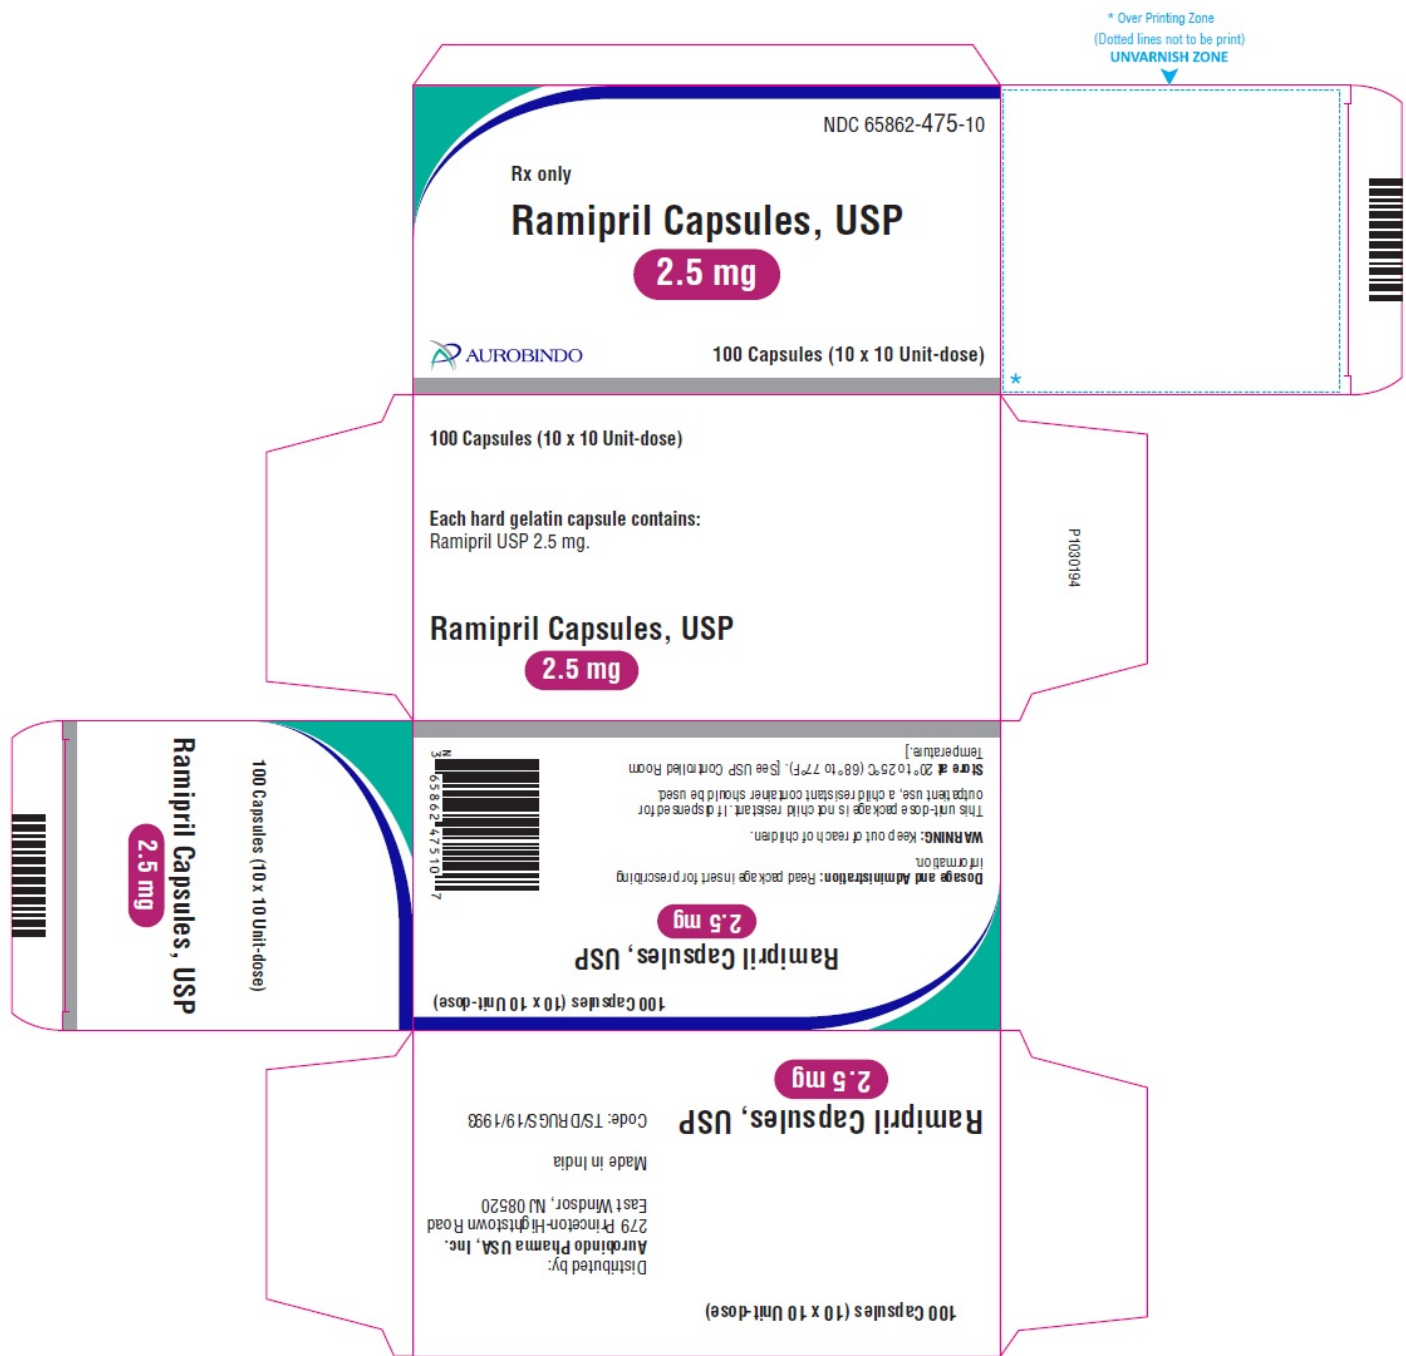 * Over Printing Zone
(Dotted lines not to be print)
UNVARNISH ZONE
NDC 65862-475-10
Rx only
Ramipril Capsules, USP
2.5 mg
AUROBINDO
100 Capsules (10 x 10 Unit-dose)
*
100 Capsules (10 x 10 Unit-dose)
Each hard gelatin capsule contains:
Ramipril USP 2.5 mg.
P1030194
Ramipril Capsules, USP
2.5 mg
100 Capsules (10 x 10 Unit-dose)
Ramipril Capsules, USP
2.5 mg
100 Capsules (10 x 10 Unit-dose)
Ramipril Capsules, USP
2.5 mg
Dosage and Administration: Read package insert for prescribing
information.
WARNING: Keep out of reach of children.
This unit-dose package is not child resistant. If dispensed for
outpatient use, a child resistant container should be used.
Store at 20° to 25°C (68° to 77°F). [See USP Controlled Room
Temperature.]
N
3 65862 47510 7
100 Capsules (10 x 10 Unit-dose)
Distributed by:
Aurobindo Pharma USA, Inc.
279 Princeton-Hightstown Road
East Windsor, NJ 08520
Made in India
Code: TS/DRUGS/19/1993
Ramipril Capsules, USP
2.5 mg